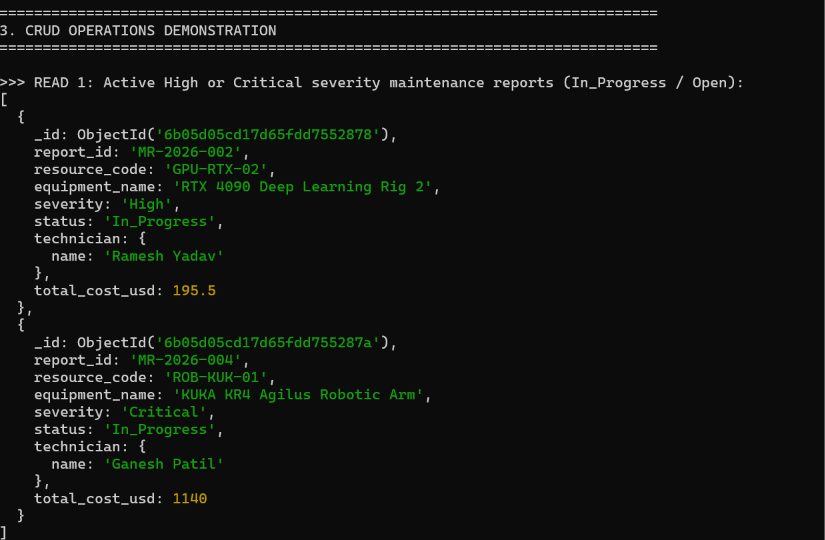 ================================================================================
3. CRUD OPERATIONS DEMONSTRATION
================================================================================
>>> READ 1: Active High or Critical severity maintenance reports (In_Progress / Open):
[
  {
    _id: ObjectId('6b05d05cd17d65fdd7552878'),
    report_id: 'MR-2026-002',
    resource_code: 'GPU-RTX-02',
    equipment_name: 'RTX 4090 Deep Learning Rig 2',
    severity: 'High',
    status: 'In_Progress',
    technician: {
      name: 'Ramesh Yadav'
    },
    total_cost_usd: 195.5
  },
  {
    _id: ObjectId('6b05d05cd17d65fdd755287a'),
    report_id: 'MR-2026-004',
    resource_code: 'ROB-KUK-01',
    equipment_name: 'KUKA KR4 Agilus Robotic Arm',
    severity: 'Critical',
    status: 'In_Progress',
    technician: {
      name: 'Ganesh Patil'
    },
    total_cost_usd: 1140
  }
]